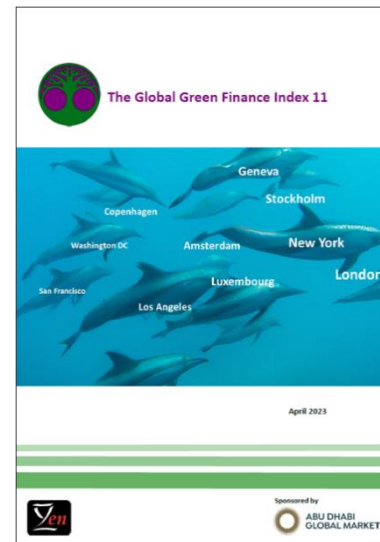 The Global Green Finance Index 11
Geneva
Stockholm
Copenhagen
Washington DC
Amsterdam
New York
London
San Francisco
Luxembourg
Los Angeles
April 2023
Sponsored by
Yen
ABU DHABI
GLOBAL MARKET